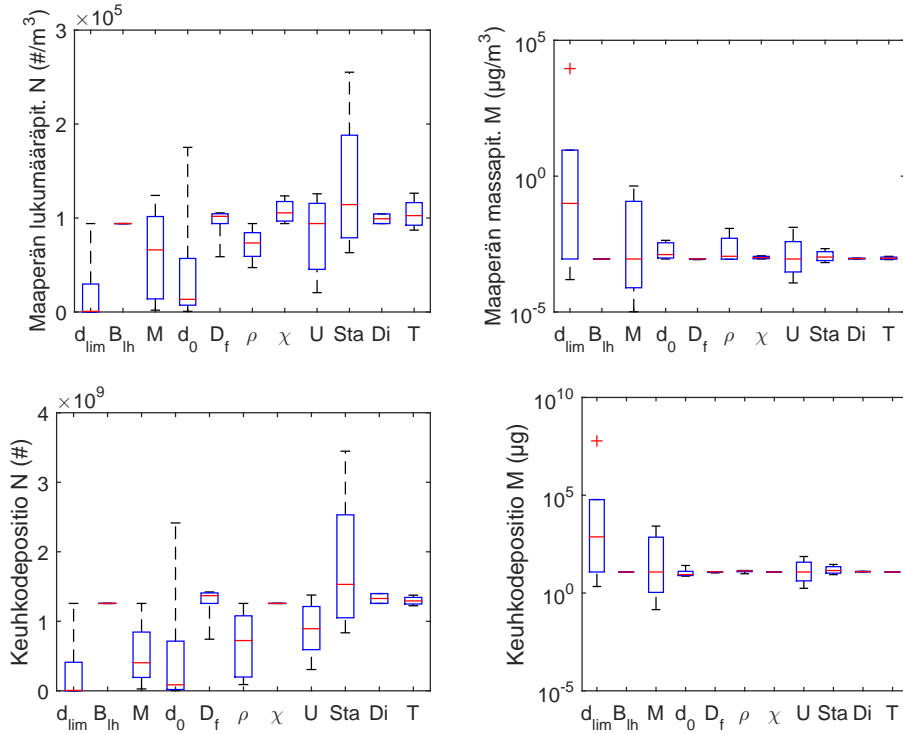 ×10^5
Maaperän lukumääräpit. N (#/m^3)
3
2
1
0
d_lim B_lh M d_0 D_f ρ χ U Sta Di T
Maaperän massapit. M (µg/m^3)
10^5
10^0
10^-5
d_lim B_lh M d_0 D_f ρ χ U Sta Di T
×10^9
Keuhkodepositio N (#)
4
3
2
1
0
d_lim B_lh M d_0 D_f ρ χ U Sta Di T
Keuhkodepositio M (µg)
10^10
10^5
10^0
10^-5
d_lim B_lh M d_0 D_f ρ χ U Sta Di T